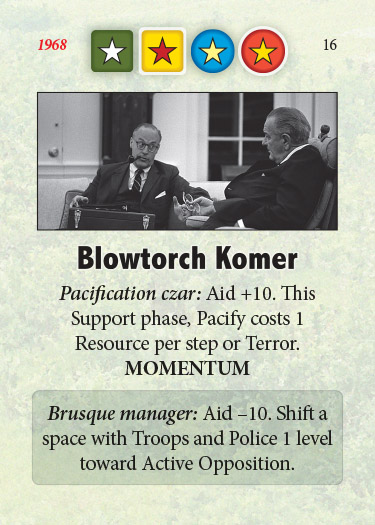 1968 16
Blowtorch Komer
Pacification czar: Aid +10. This
Support phase, Pacify costs 1
Resource per step or Terror.
MOMENTUM
Brusque manager: Aid –10. Shift a
space with Troops and Police 1 level
toward Active Opposition.